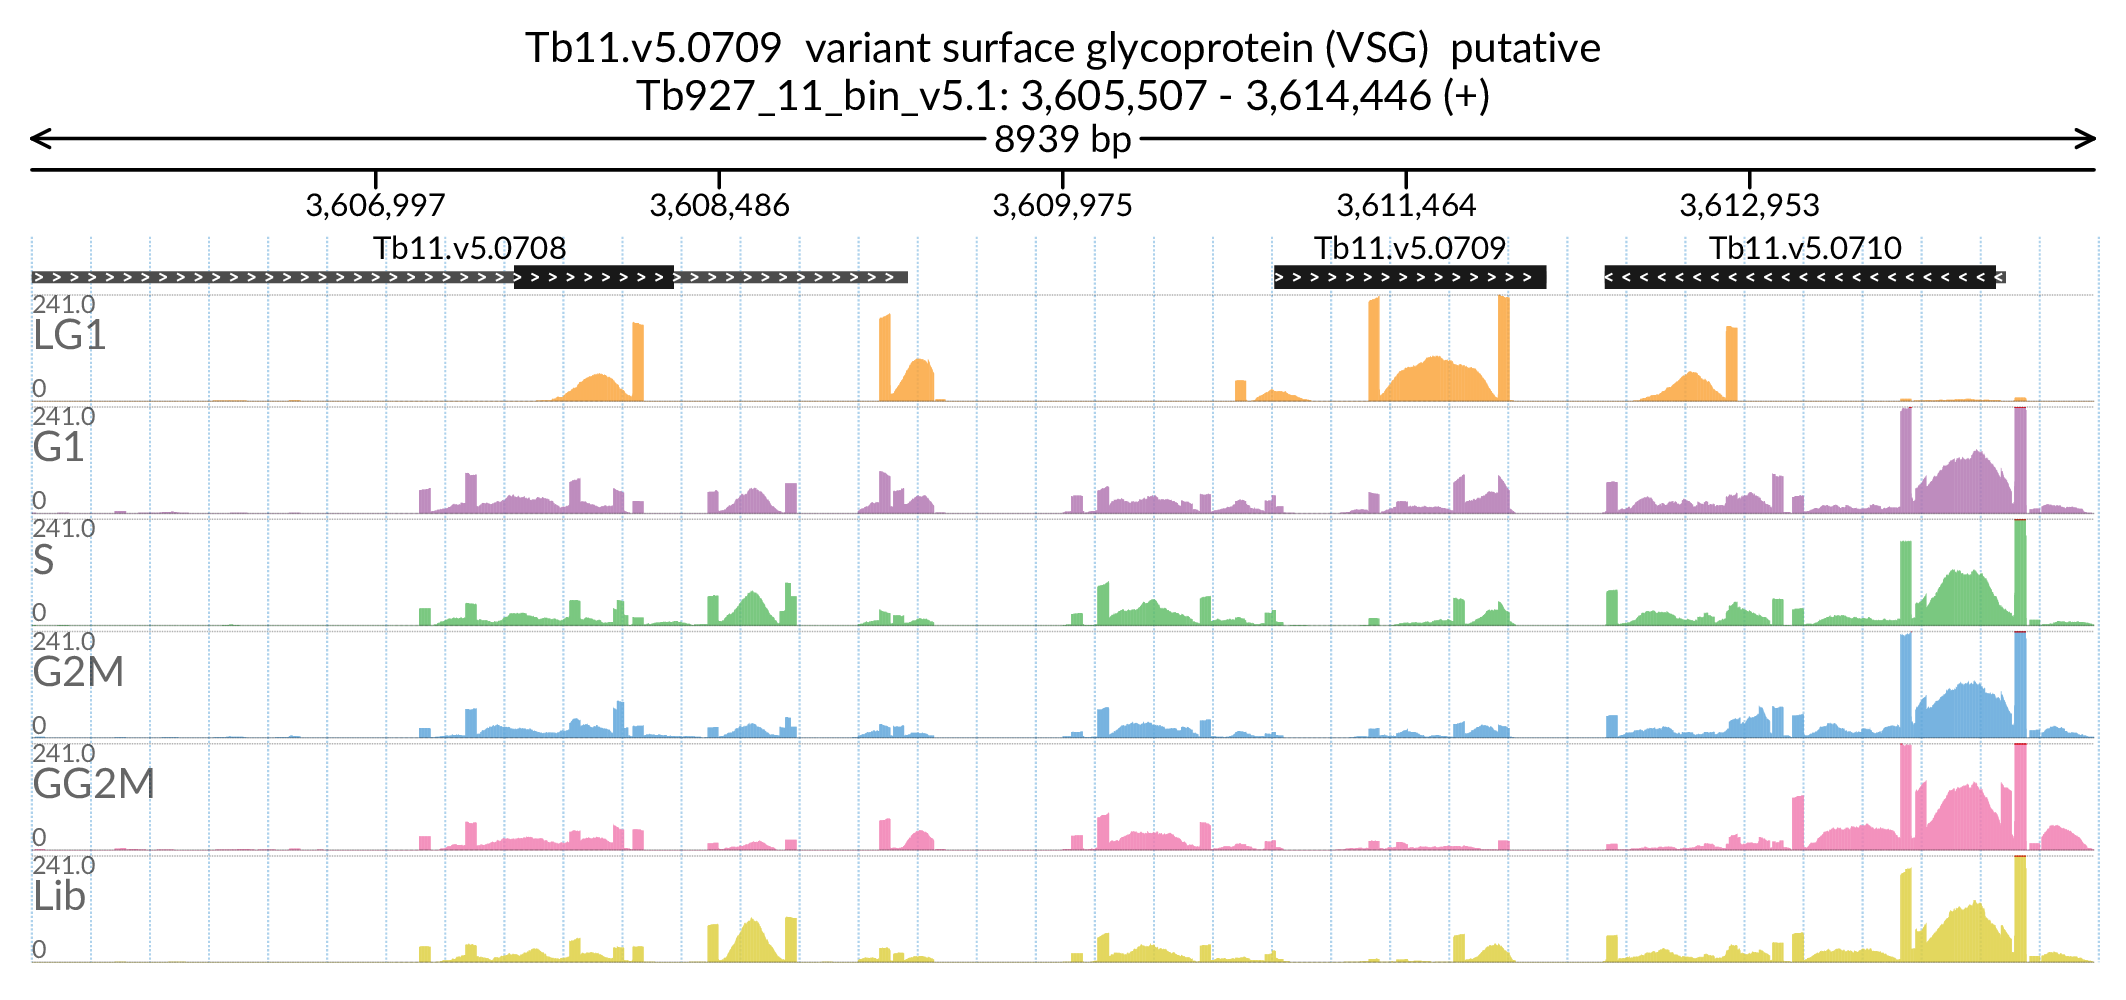 Tb11.v5.0709  variant surface glycoprotein (VSG)  putative
Tb927_11_bin_v5.1: 3,605,507 - 3,614,446 (+)
8939 bp
3,606,997 3,608,486 3,609,975 3,611,464 3,612,953
Tb11.v5.0708 Tb11.v5.0709 Tb11.v5.0710
241.0
LG1
0
241.0
G1
0
241.0
S
0
241.0
G2M
0
241.0
GG2M
0
241.0
Lib
0